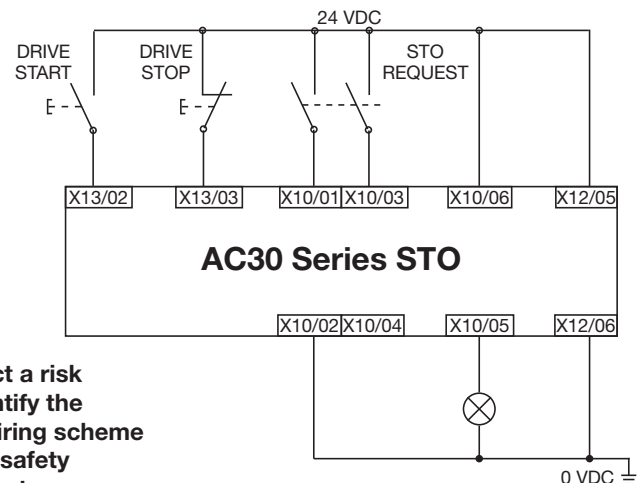 24 VDC
DRIVE
START
DRIVE
STOP
STO
REQUEST
X13/02
X13/03
X10/01
X10/03
X10/06
X12/05
AC30 Series STO
X10/02
X10/04
X10/05
X12/06
ct a risk
ntify the
iring scheme
safety
0 VDC